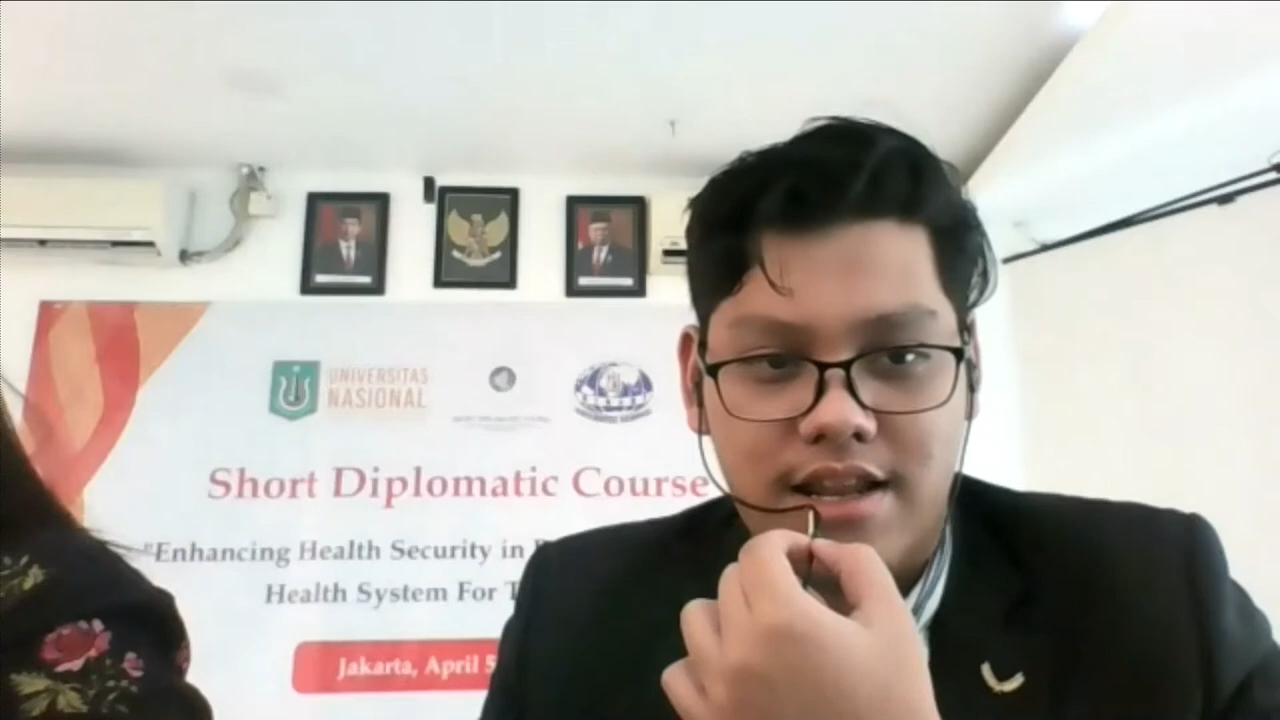 UNIVERSITAS
NASIONAL
Short Diplomatic Course
"Enhancing Health Security in
Health System For T
Jakarta, April 5